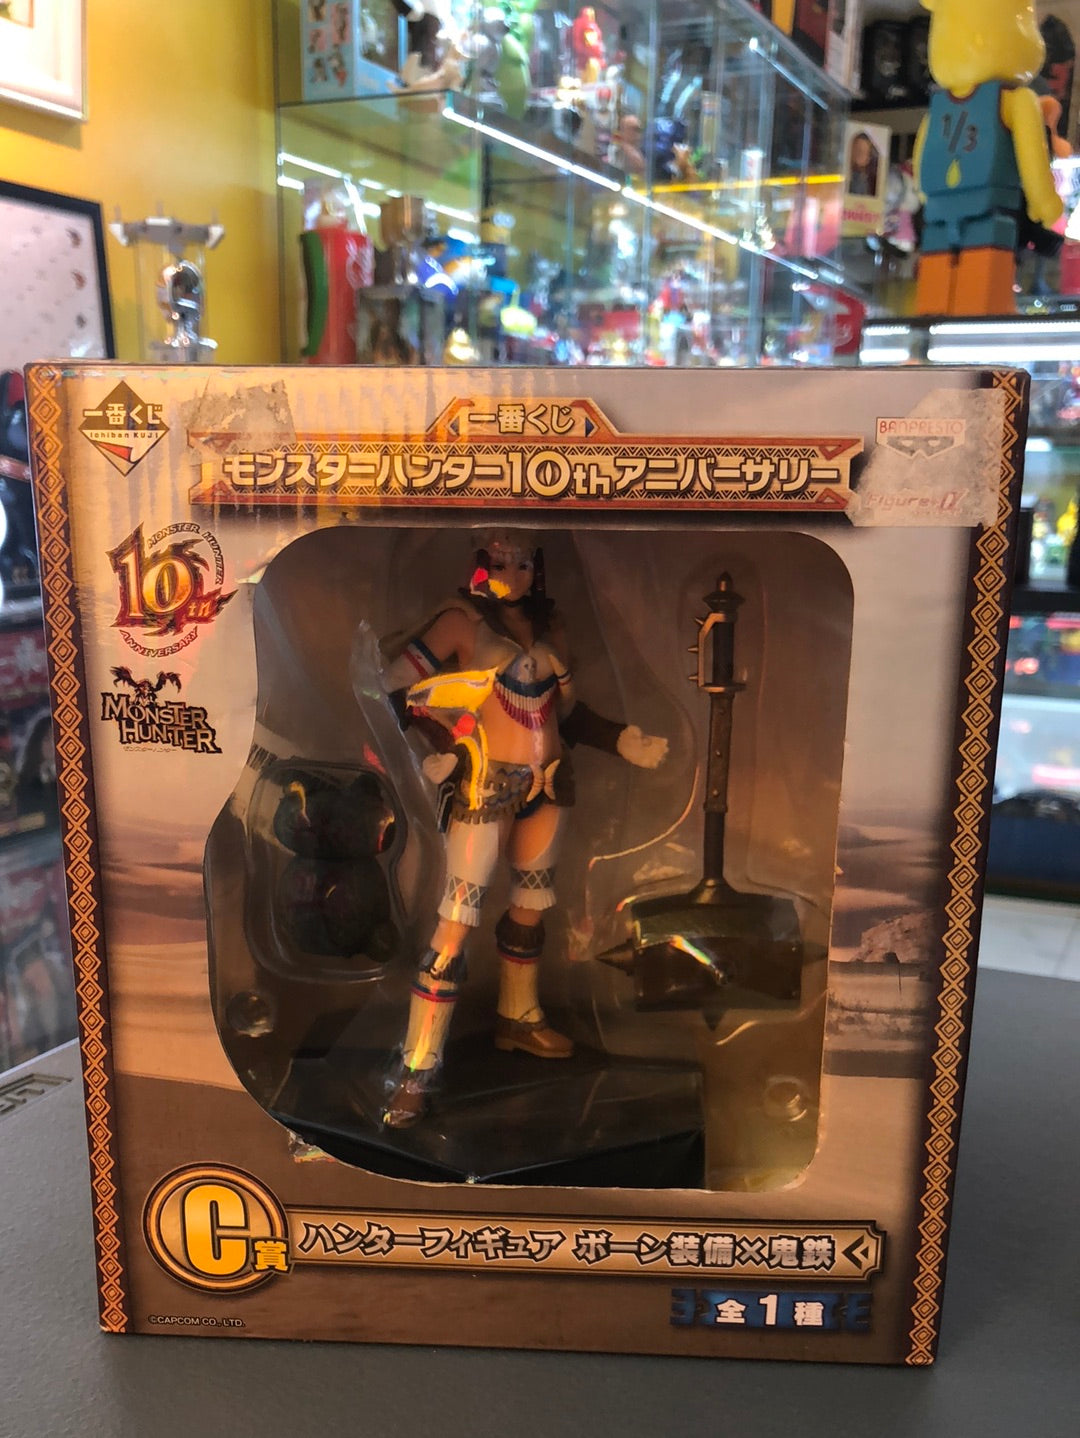 1/3
一番くじ
Ichiban KUJI
一番くじ
モンスターハンター10thアニバーサリー
BANPRESTO
Figure+α
MONSTER HUNTER
10th
ANNIVERSARY
MONSTER HUNTER
モンスターハンター
C賞
ハンターフィギュア ボーン装備×鬼鉄
全1種
©CAPCOM CO., LTD.